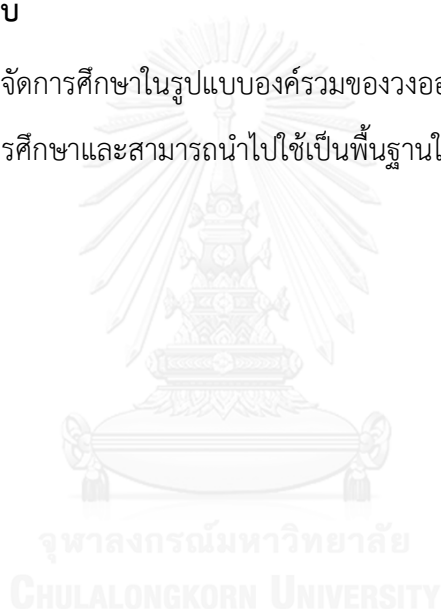 บ
จัดการศึกษาในรูปแบบองค์รวมของวงออ
รศึกษาและสามารถนำไปใช้เป็นพื้นฐานใ
จุฬาลงกรณ์มหาวิทยาลัย
CHULALONGKORN UNIVERSITY